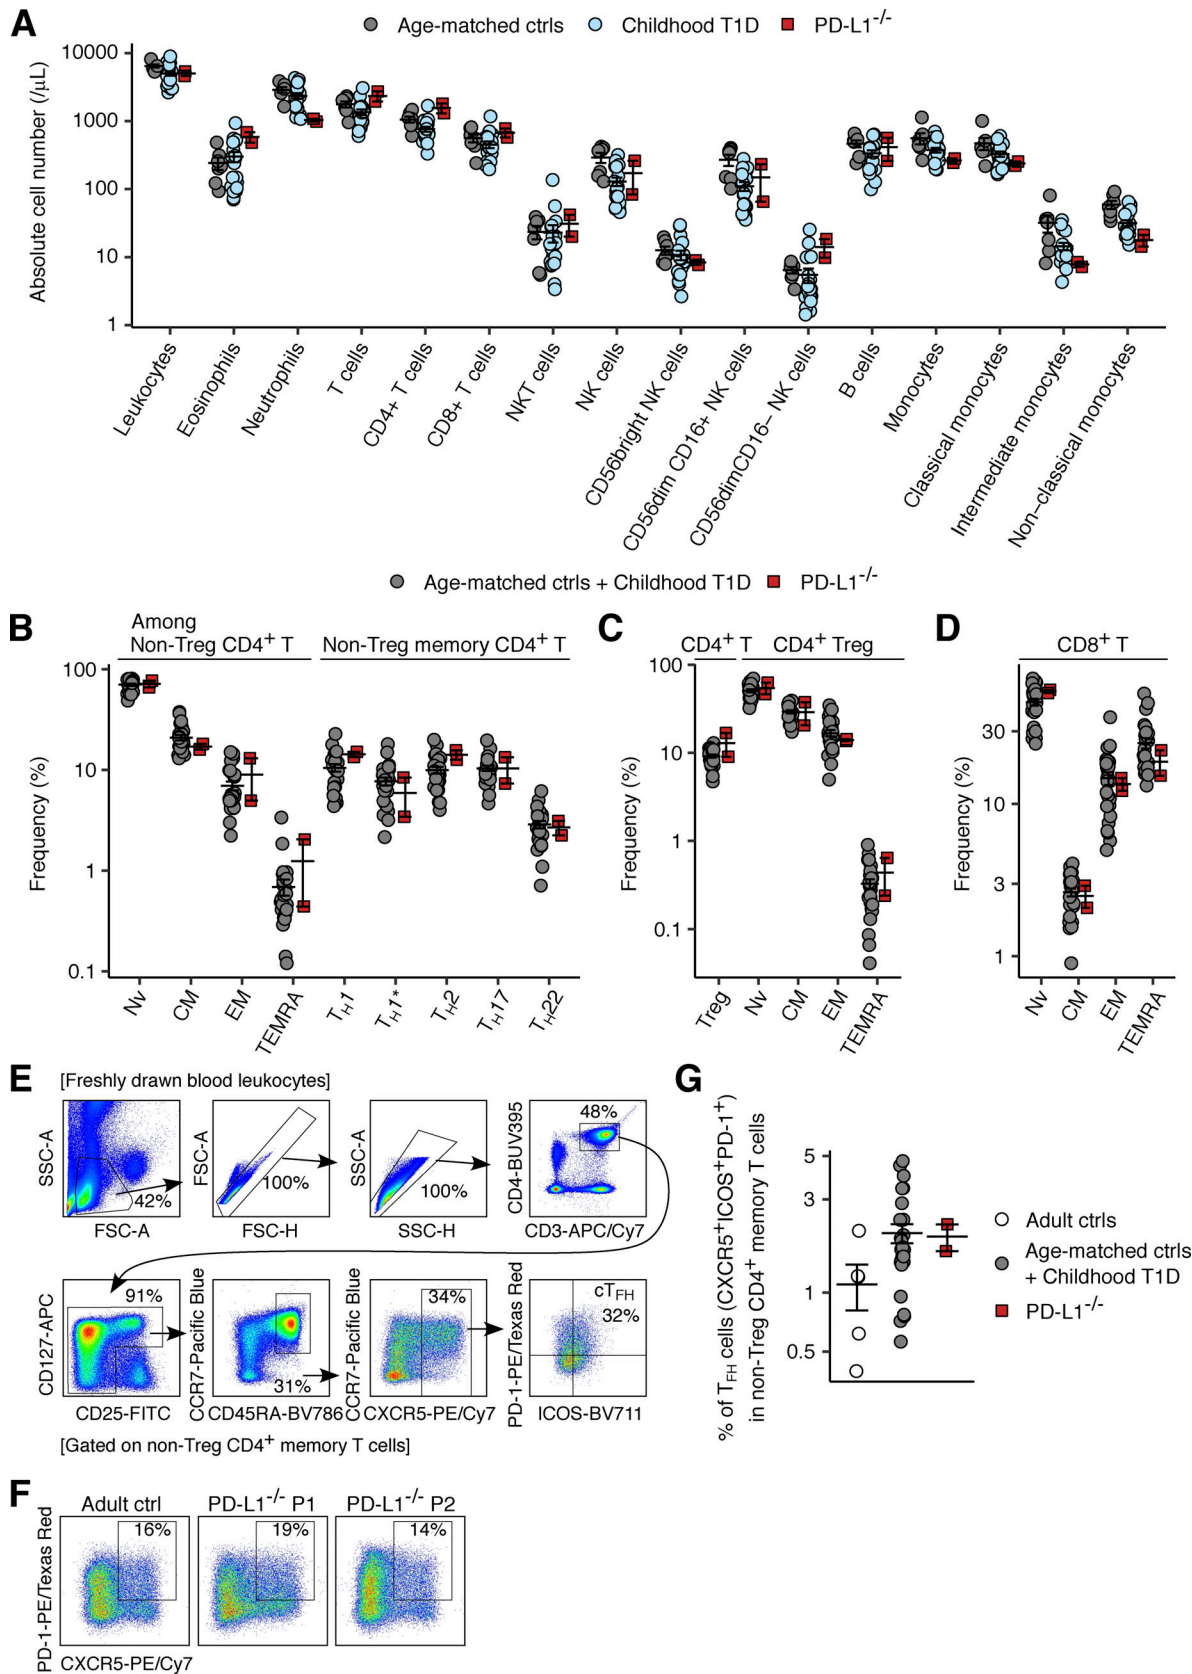 A
Age-matched ctrls Childhood T1D PD-L1-/-
Absolute cell number (/μL)
10000
1000
100
10
1
Leukocytes
Eosinophils
Neutrophils
T cells
CD4+ T cells
CD8+ T cells
NKT cells
NK cells
CD56bright NK cells
CD56dim CD16+ NK cells
CD56dimCD16− NK cells
B cells
Monocytes
Classical monocytes
Intermediate monocytes
Non−classical monocytes
Age-matched ctrls + Childhood T1D PD-L1-/-
B
Among
Non-Treg CD4+ T
Non-Treg memory CD4+ T
Frequency (%)
100
10
1
0.1
Nv
CM
EM
TEMRA
TH1
TH1*
TH2
TH17
TH22
C
CD4+ T
CD4+ Treg
Frequency (%)
100
10
1
0.1
Treg
Nv
CM
EM
TEMRA
D
CD8+ T
Frequency (%)
30
10
3
1
Nv
CM
EM
TEMRA
E
[Freshly drawn blood leukocytes]
SSC-A
42%
FSC-A
FSC-A
100%
FSC-H
SSC-A
100%
SSC-H
CD4-BUV395
48%
CD3-APC/Cy7
CD127-APC
91%
CD25-FITC
CCR7-Pacific Blue
31%
CD45RA-BV786
CCR7-Pacific Blue
34%
CXCR5-PE/Cy7
PD-1-PE/Texas Red
cTFH
32%
ICOS-BV711
[Gated on non-Treg CD4+ memory T cells]
F
Adult ctrl
PD-L1-/- P1
PD-L1-/- P2
PD-1-PE/Texas Red
16%
19%
14%
CXCR5-PE/Cy7
G
% of TFH cells (CXCR5+ICOS+PD-1+)
in non-Treg CD4+ memory T cells
5
3
1
0.5
Adult ctrls
Age-matched ctrls
+ Childhood T1D
PD-L1-/-